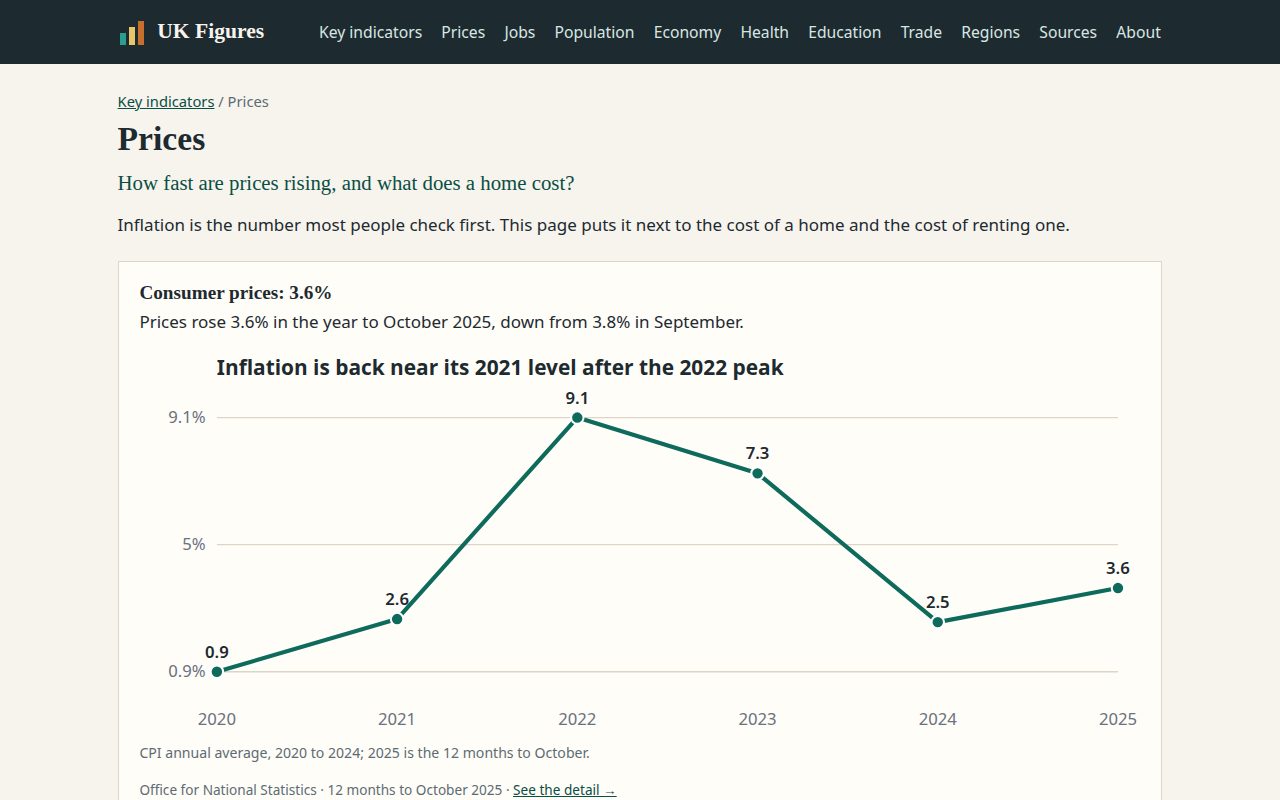 UK Figures
Key indicators Prices Jobs Population Economy Health Education Trade Regions Sources About
Key indicators / Prices
Prices
How fast are prices rising, and what does a home cost?
Inflation is the number most people check first. This page puts it next to the cost of a home and the cost of renting one.
Consumer prices: 3.6%
Prices rose 3.6% in the year to October 2025, down from 3.8% in September.
Inflation is back near its 2021 level after the 2022 peak
9.1
9.1%
7.3
5%
3.6
2.6
2.5
0.9
0.9%
2020 2021 2022 2023 2024 2025
CPI annual average, 2020 to 2024; 2025 is the 12 months to October.
Office for National Statistics · 12 months to October 2025 · See the detail →